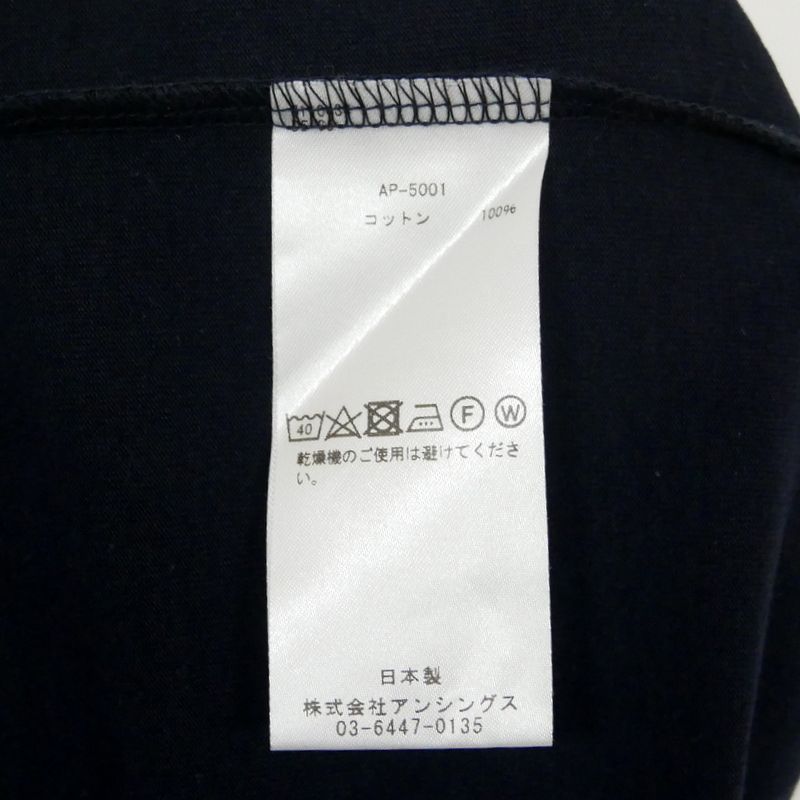 AP-5001
コットン 100%
40 F W
乾燥機のご使用は避けてくださ
い。
日本製
株式会社アンシングス
03-6447-0135